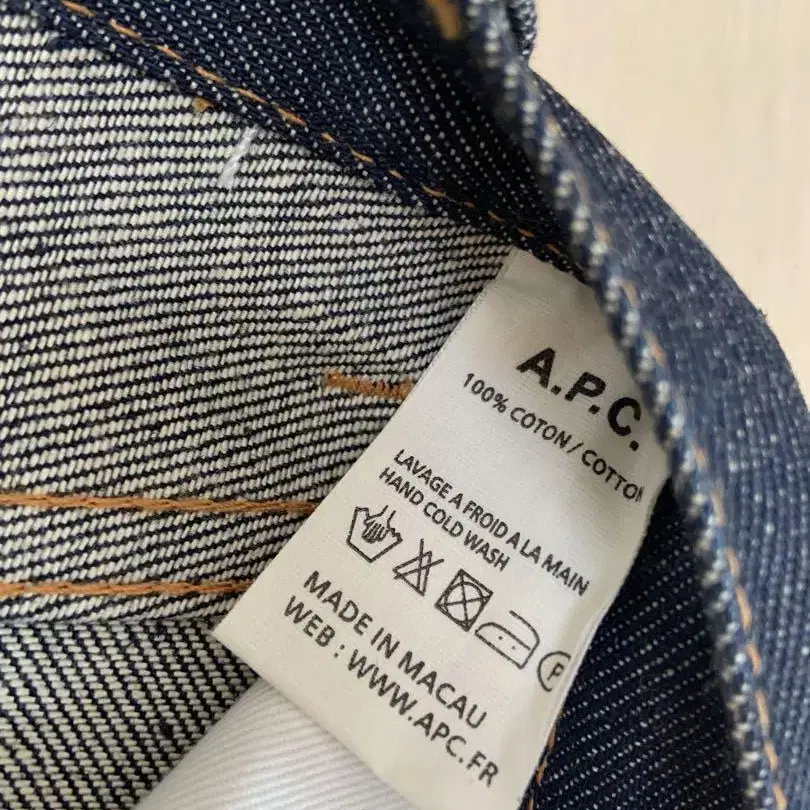 A.P.C.
100% COTON / COTTON
LAVAGE A FROID A LA MAIN
HAND COLD WASH
P
MADE IN MACAU
WEB : WWW.APC.FR